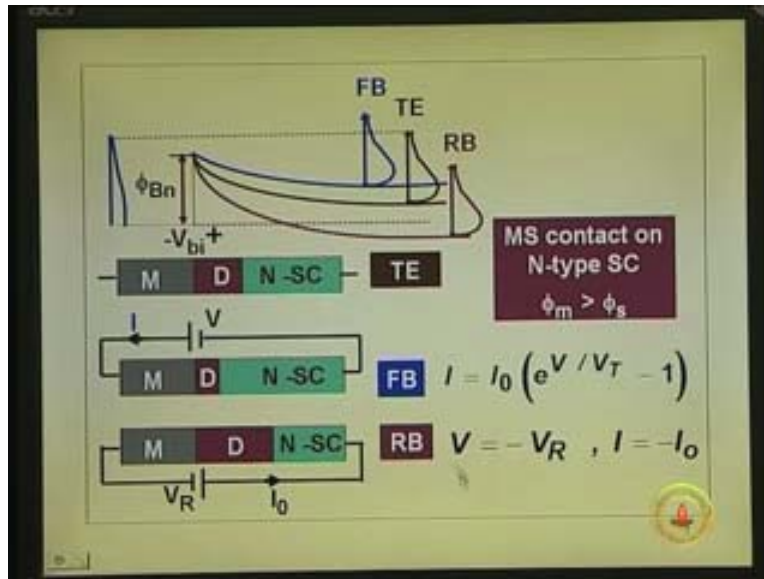 FB
TE
RB
ϕBn
-Vbi+
M D N-SC TE
MS contact on
N-type SC
ϕm > ϕs
I V
M D N-SC FB I = I0 (e^V/VT - 1)
M D N-SC RB V = - VR , I = -Io
VR I0